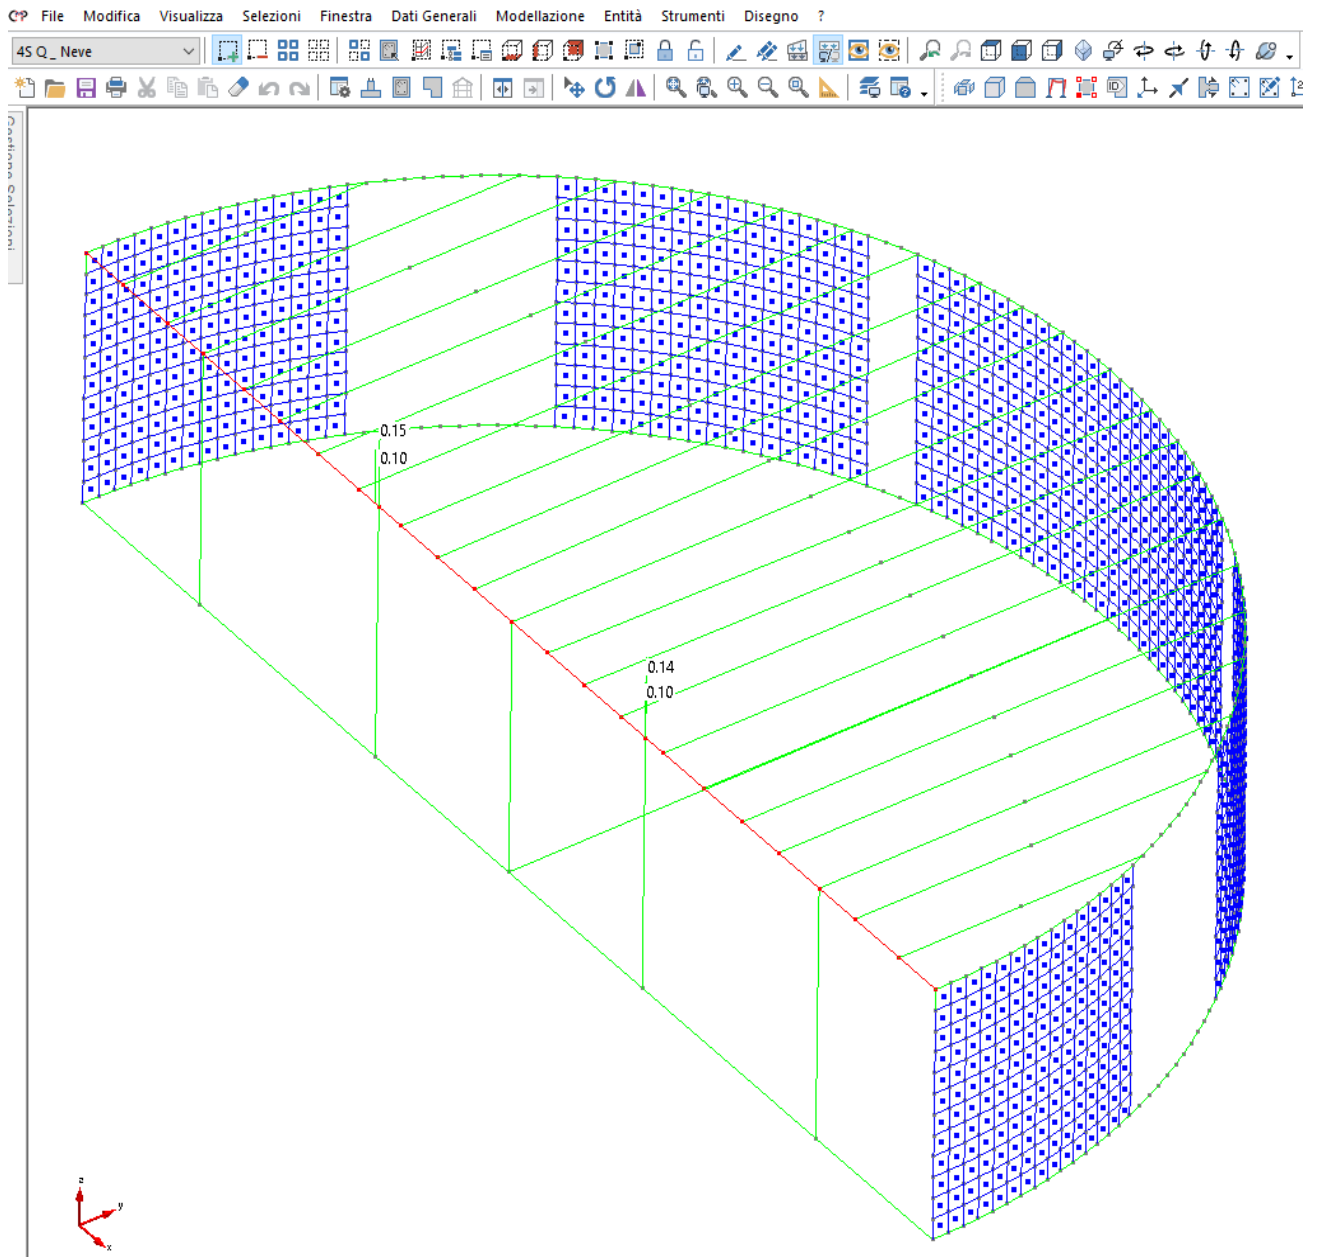 File Modifica Visualizza Selezioni Finestra Dati Generali Modellazione Entità Strumenti Disegno ?
4S Q_ Neve
0.15
0.10
0.14
0.10
z
y
x